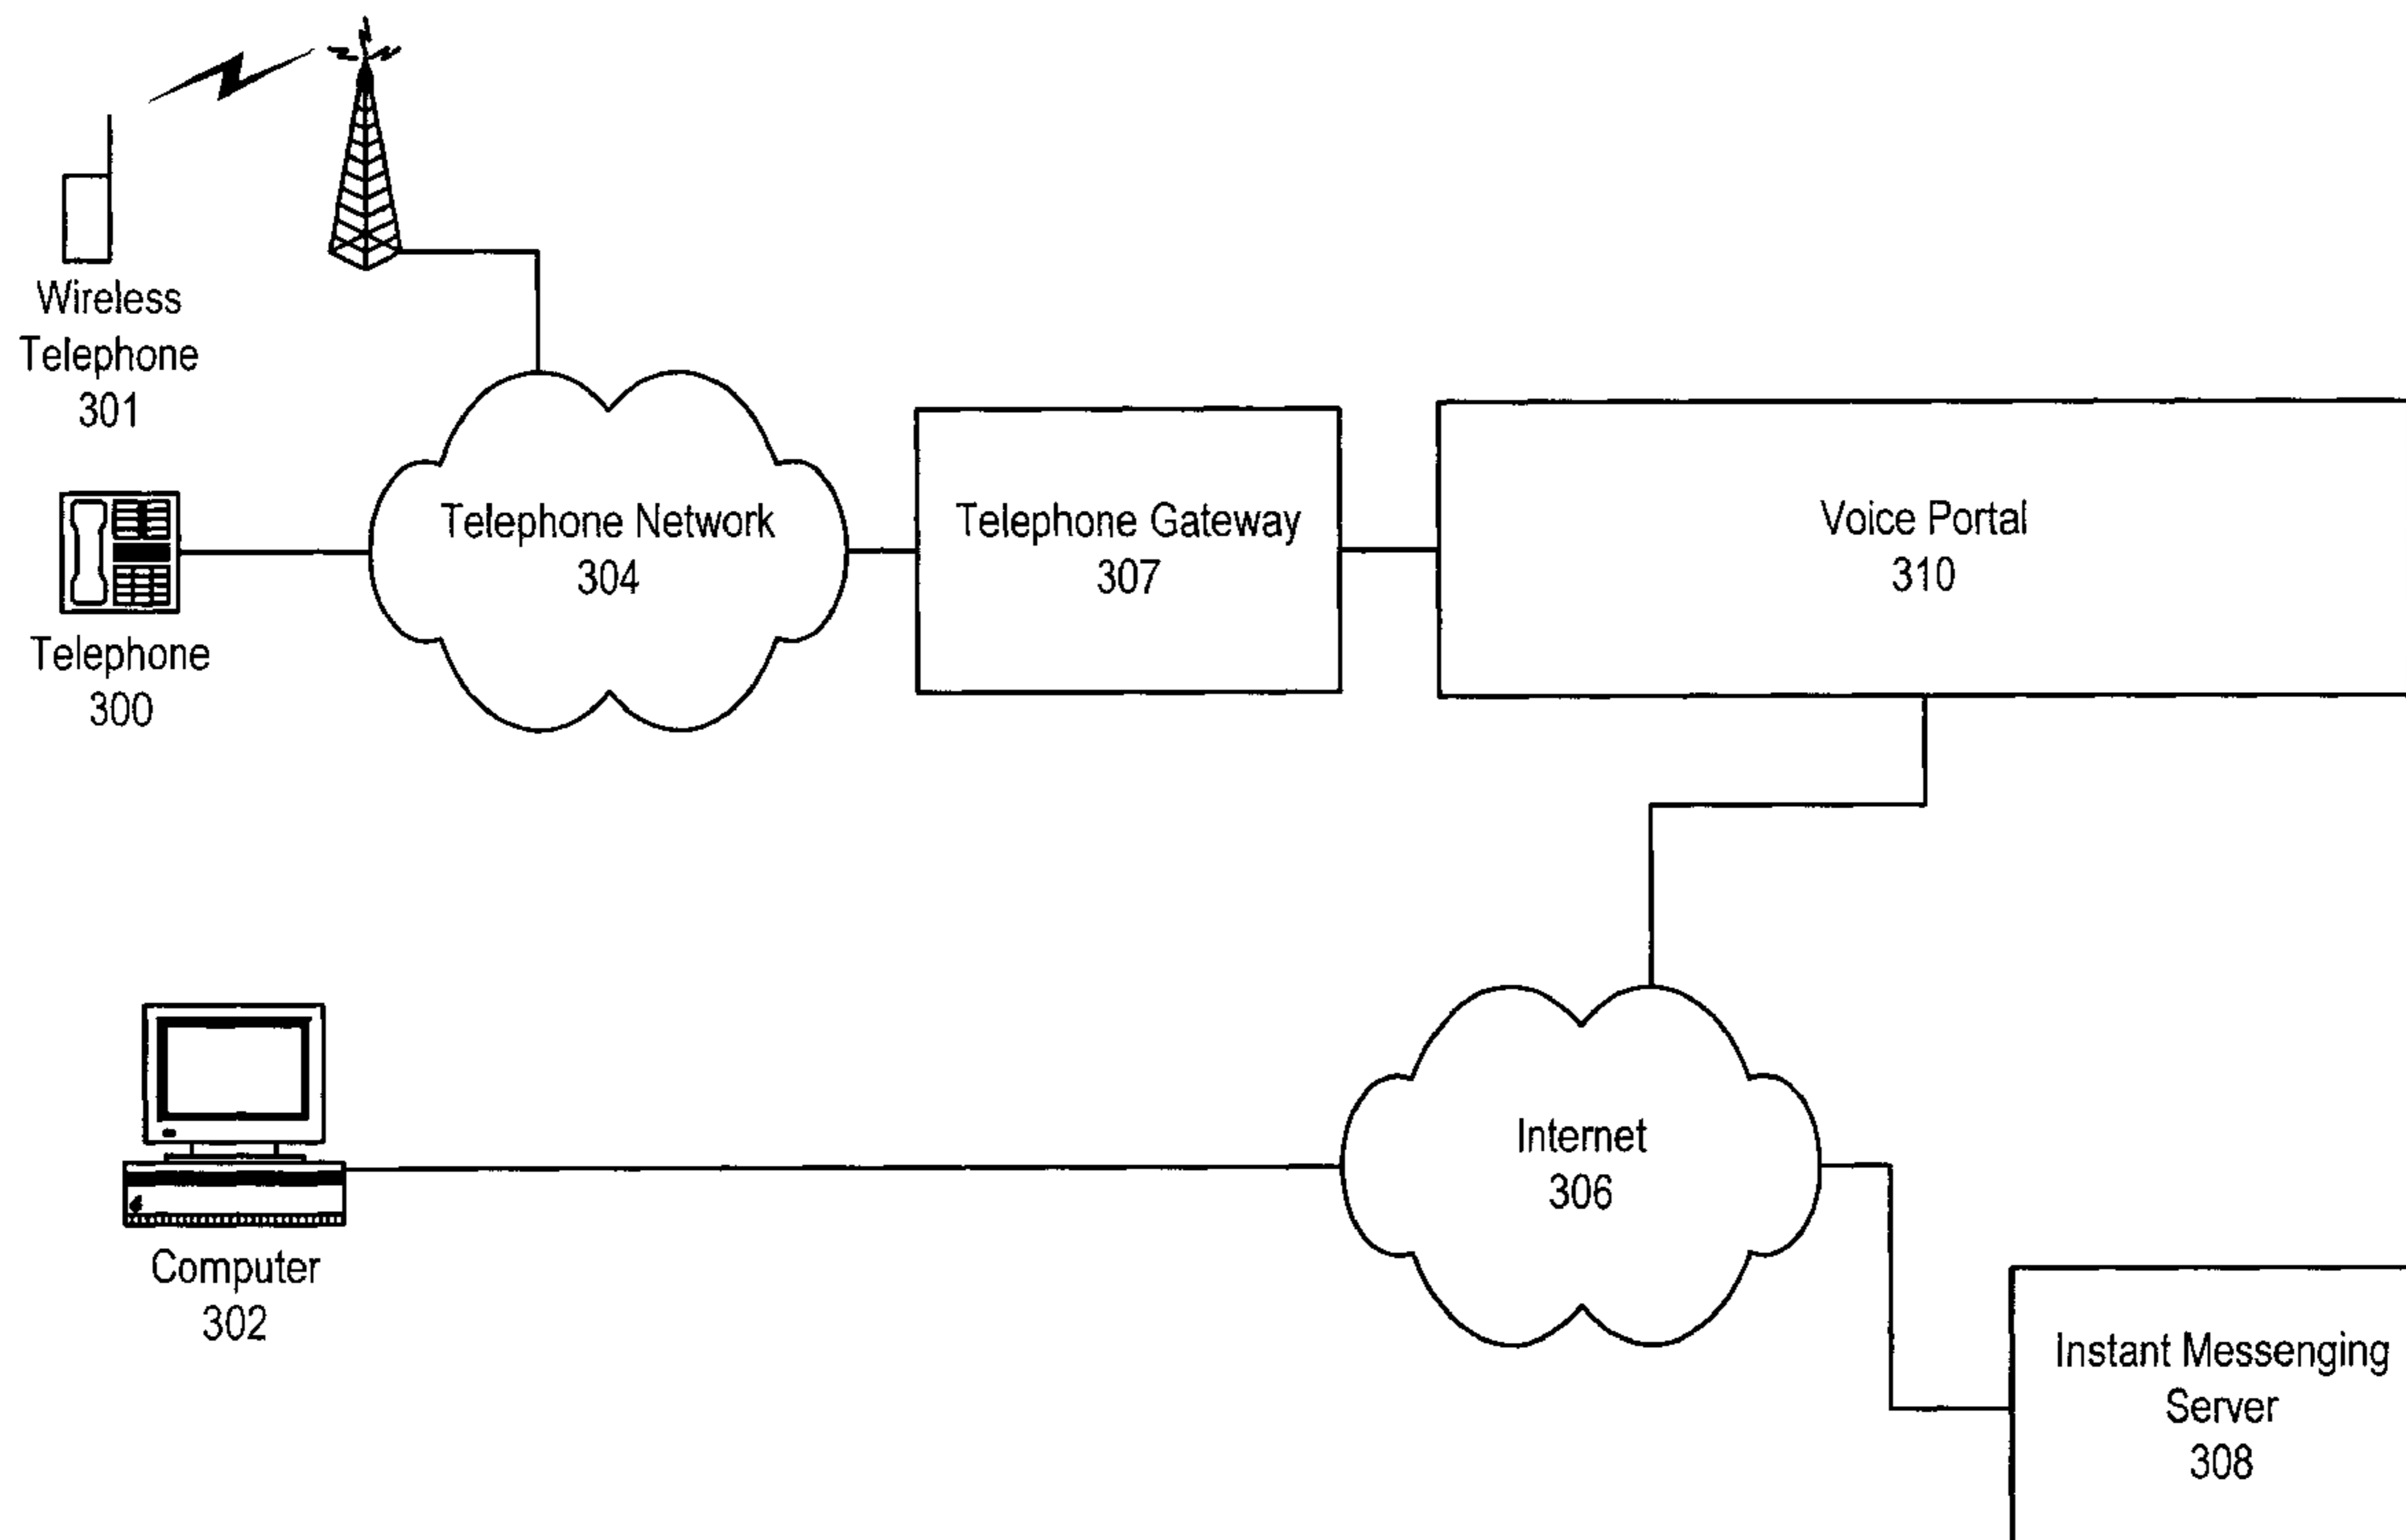 Wireless
Telephone
301
Telephone
300
Telephone Network
304
Telephone Gateway
307
Voice Portal
310
Computer
302
Internet
306
Instant Messenging
Server
308